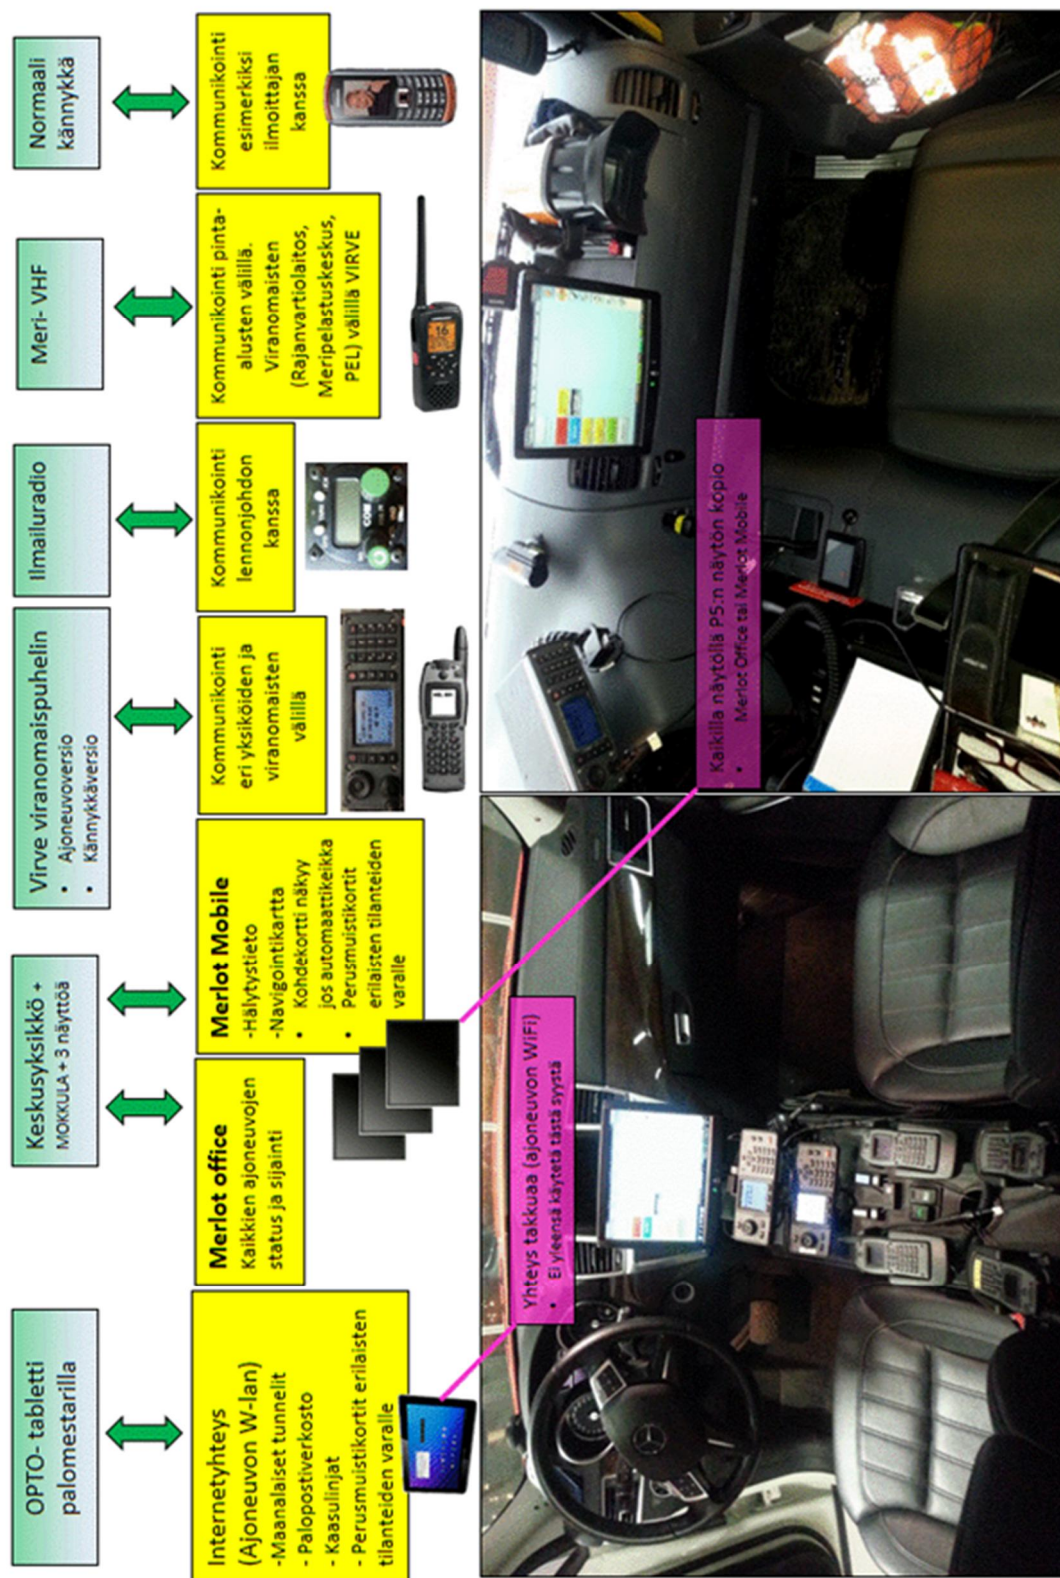 OPTO- tabletti
palomestarilla
Keskusyksikkö +
MOKKULA + 3 näyttöä
Virve viranomaispuhelin
• Ajoneuvoversio
• Kännykkäversio
Ilmailuradio
Meri- VHF
Normaali
kännykkä
Internetyhteys
(Ajoneuvon W-lan)
-Maanalaiset tunnelit
- Palopostiverkosto
- Kaasulinjat
- Perusmuistikortit erilaisten
tilanteiden varalle
Merlot office
Kaikkien ajoneuvojen
status ja sijainti
Merlot Mobile
-Hälytystieto
-Navigointikartta
• Kohdekortti näkyy
jos automaattikeikka
• Perusmuistikortit
erilaisten tilanteiden
varalle
Kommunikointi
eri yksiköiden ja
viranomaisten
välillä
Kommunikointi
lennonjohdon
kanssa
Kommunikointi pinta-
alusten välillä.
Viranomaisten
(Rajanvartiolaitos,
Meripelastuskeskus,
PEL) välillä VIRVE
Kommunikointi
esimerkiksi
ilmoittajan
kanssa
COM
16
Yhteys takkuaa (ajoneuvon WiFi)
• Ei yleensä käytetä tästä syystä
Kaikilla näytöllä P5:n näytön kopio
• Merlot Office tai Merlot Mobile